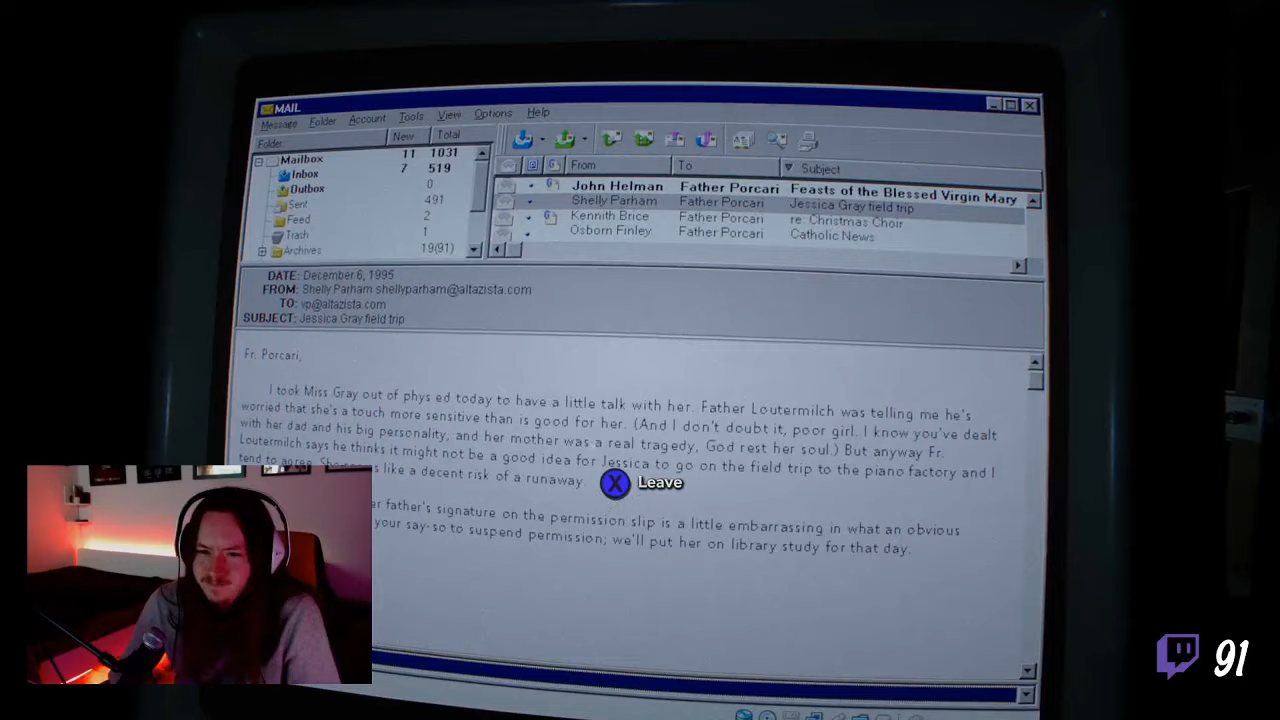 MAIL
Message Folder Account Tools View Options Help
Folder New Total
Mailbox 11 1031
Inbox 7 519
Outbox 0
Sent 491
Feed 2
Trash 1
Archives 19(91)
From To Subject
John Helman Father Porcari Feasts of the Blessed Virgin Mary
Shelly Parham Father Porcari Jessica Gray field trip
Kennith Brice Father Porcari re: Christmas Choir
Osborn Finley Father Porcari Catholic News
DATE: December 6, 1995
FROM: Shelly Parham shellyparham@altazista.com
TO: vp@altazista.com
SUBJECT: Jessica Gray field trip
Fr. Porcari,
I took Miss Gray out of phys ed today to have a little talk with her. Father Loutermilch was telling me he's
worried that she's a touch more sensitive than is good for her. (And I don't doubt it, poor girl. I know you've dealt
with her dad and his big personality, and her mother was a real tragedy, God rest her soul.) But anyway Fr.
Loutermilch says he thinks it might not be a good idea for Jessica to go on the field trip to the piano factory and I
tend to agree. She like a decent risk of a runaway.
X Leave
father's signature on the permission slip is a little embarrassing in what an obvious
your say-so to suspend permission; we'll put her on library study for that day.
91